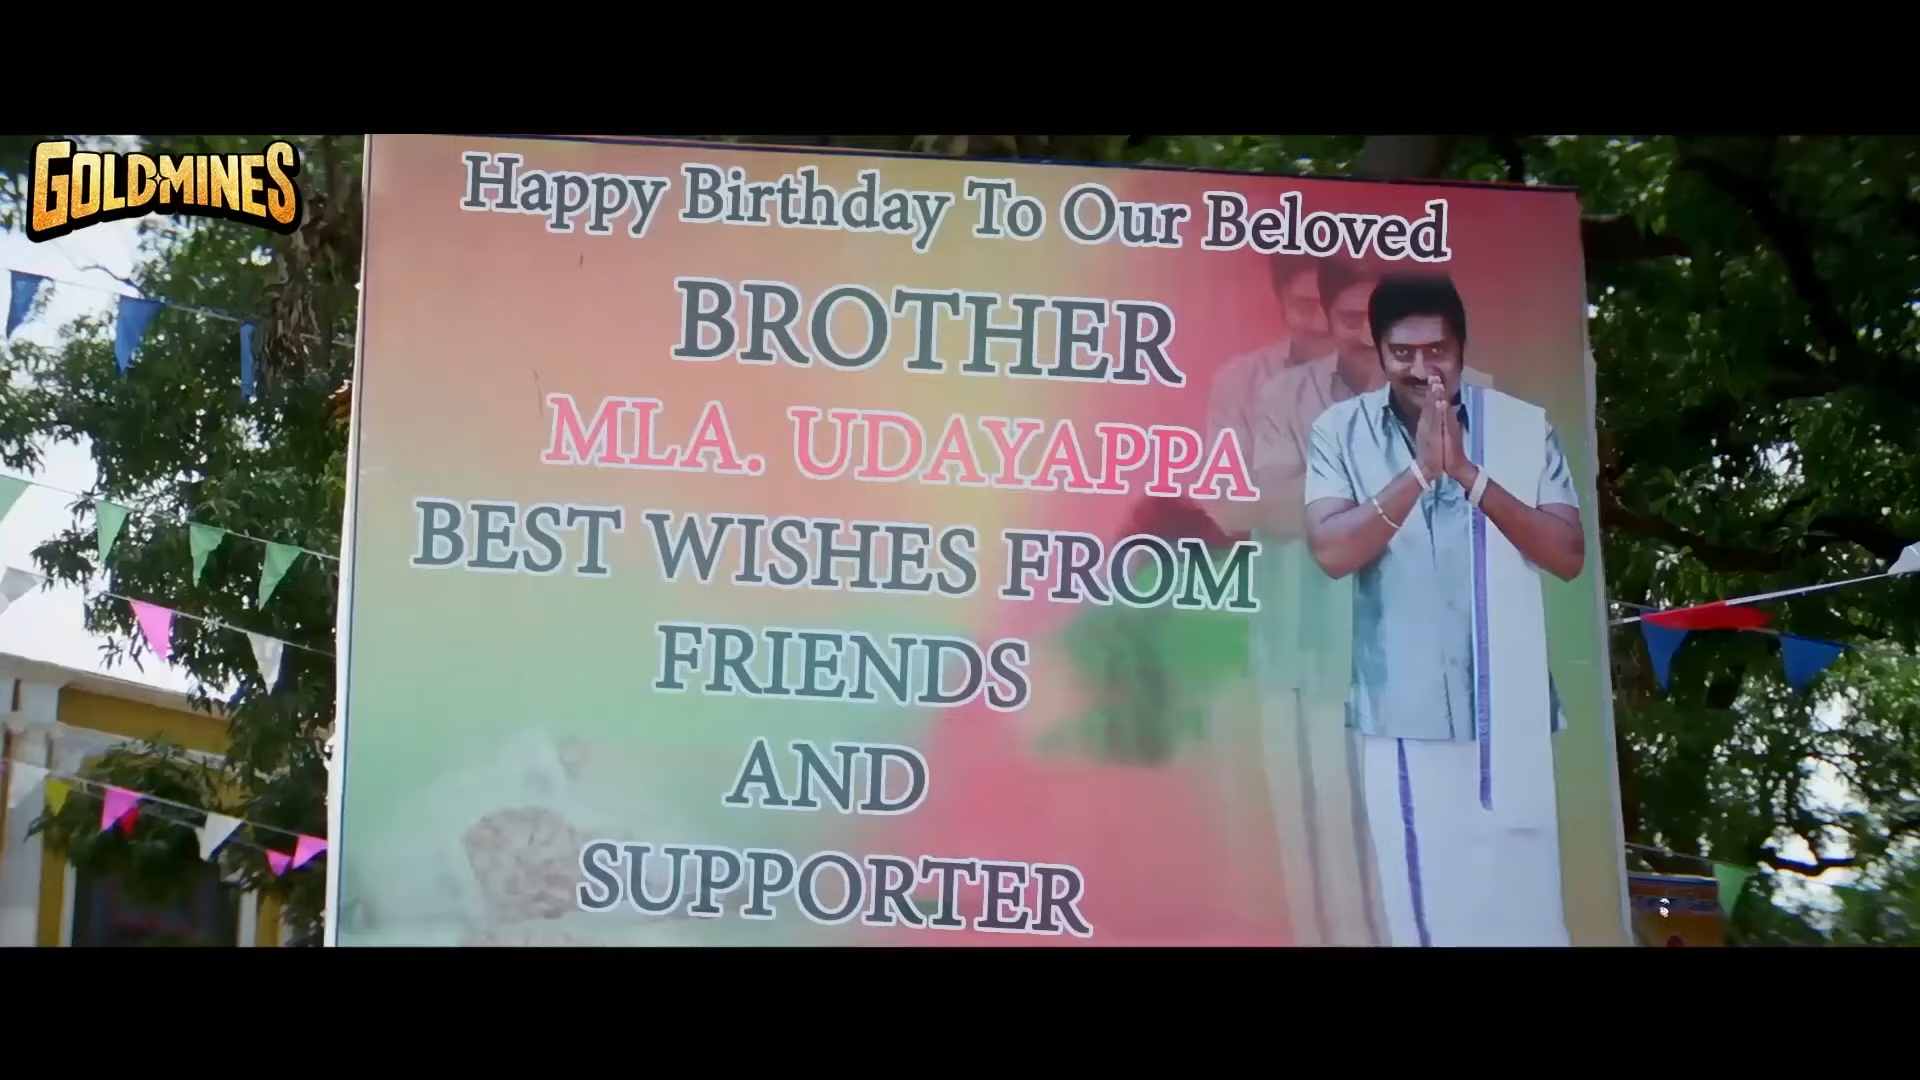 GOLDMINES
Happy Birthday To Our Beloved
BROTHER
MLA. UDAYAPPA
BEST WISHES FROM
FRIENDS
AND
SUPPORTER